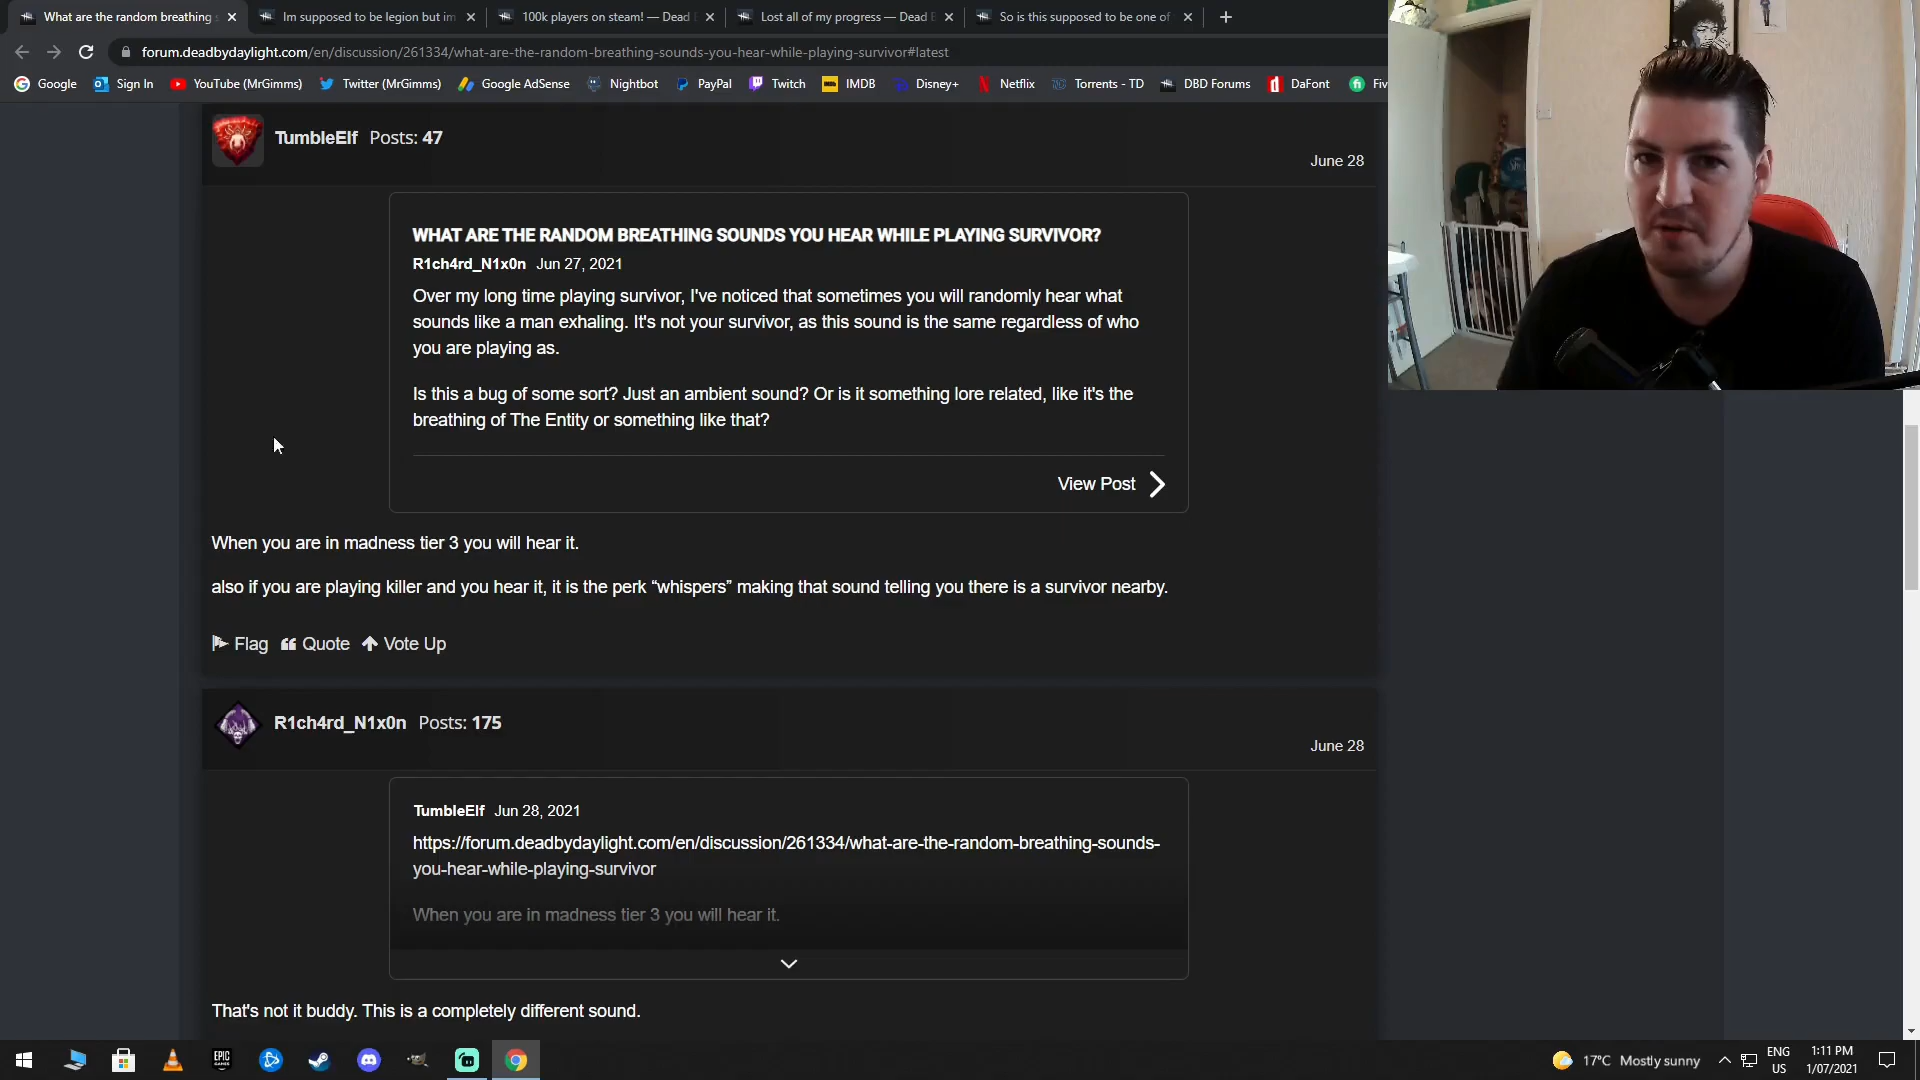 What are the random breathing s
Im supposed to be legion but im
100k players on steam! — Dead
Lost all of my progress — Dead
So is this supposed to be one of
forum.deadbydaylight.com/en/discussion/261334/what-are-the-random-breathing-sounds-you-hear-while-playing-survivor#latest
Google Sign In YouTube (MrGimms) Twitter (MrGimms) Google AdSense Nightbot PayPal Twitch IMDB Disney+ Netflix Torrents - TD DBD Forums DaFont Fiv
TumbleElf Posts: 47
June 28
WHAT ARE THE RANDOM BREATHING SOUNDS YOU HEAR WHILE PLAYING SURVIVOR?
R1ch4rd_N1x0n Jun 27, 2021
Over my long time playing survivor, I've noticed that sometimes you will randomly hear what
sounds like a man exhaling. It's not your survivor, as this sound is the same regardless of who
you are playing as.
Is this a bug of some sort? Just an ambient sound? Or is it something lore related, like it's the
breathing of The Entity or something like that?
View Post
When you are in madness tier 3 you will hear it.
also if you are playing killer and you hear it, it is the perk “whispers” making that sound telling you there is a survivor nearby.
Flag Quote Vote Up
R1ch4rd_N1x0n Posts: 175
June 28
TumbleElf Jun 28, 2021
https://forum.deadbydaylight.com/en/discussion/261334/what-are-the-random-breathing-sounds-
you-hear-while-playing-survivor
When you are in madness tier 3 you will hear it.
That's not it buddy. This is a completely different sound.
17°C Mostly sunny
ENG
US
1:11 PM
1/07/2021